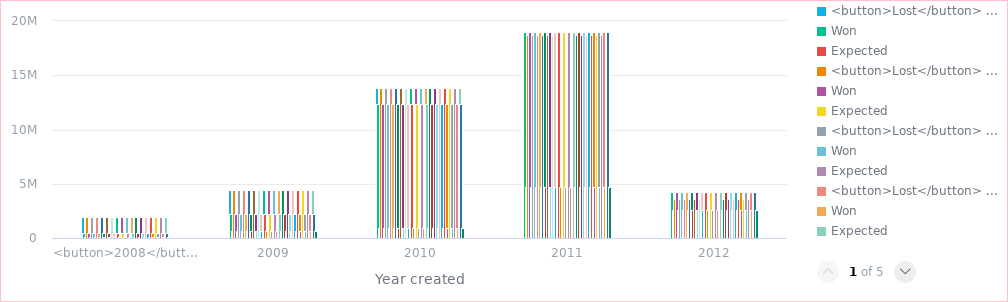 20M
15M
10M
5M
0
<button>2008</butt...
2009
2010
2011
2012
Year created
<button>Lost</button> ...
Won
Expected
<button>Lost</button> ...
Won
Expected
<button>Lost</button> ...
Won
Expected
<button>Lost</button> ...
Won
Expected
1 of 5